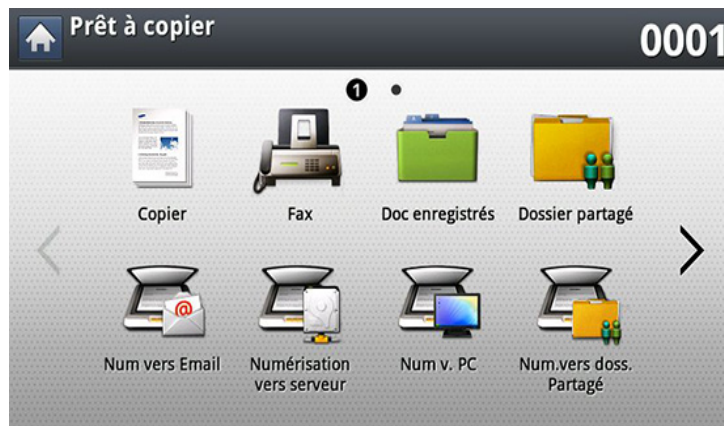 Prêt à copier
0001
1
Copier
Fax
Doc enregistrés
Dossier partagé
Num vers Email
Numérisation
vers serveur
Num v. PC
Num.vers doss.
Partagé